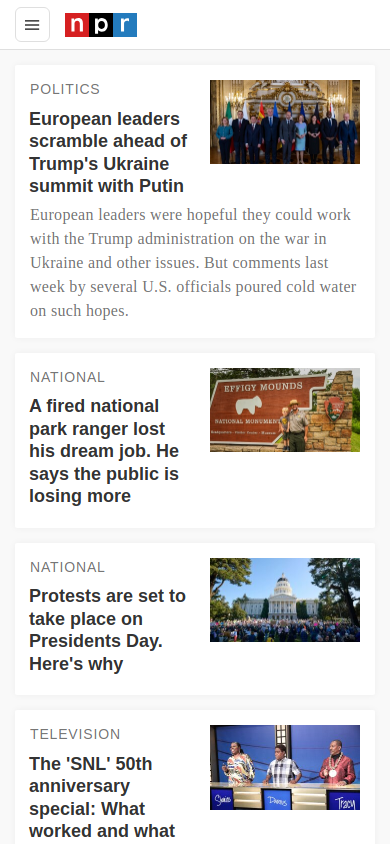 npr
POLITICS
European leaders
scramble ahead of
Trump's Ukraine
summit with Putin
European leaders were hopeful they could work
with the Trump administration on the war in
Ukraine and other issues. But comments last
week by several U.S. officials poured cold water
on such hopes.
NATIONAL
A fired national
park ranger lost
his dream job. He
says the public is
losing more
EFFIGY MOUNDS
NATIONAL MONUMENT
NATIONAL
Protests are set to
take place on
Presidents Day.
Here's why
TELEVISION
The 'SNL' 50th
anniversary
special: What
worked and what
Darius
Tracy